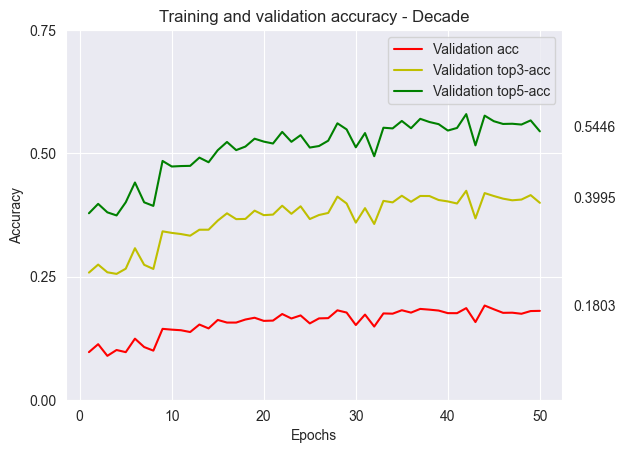 Training and validation accuracy - Decade
Validation acc
Validation top3-acc
Validation top5-acc
0.75
0.50
0.25
0.00
Accuracy
0.5446
0.3995
0.1803
0 10 20 30 40 50
Epochs